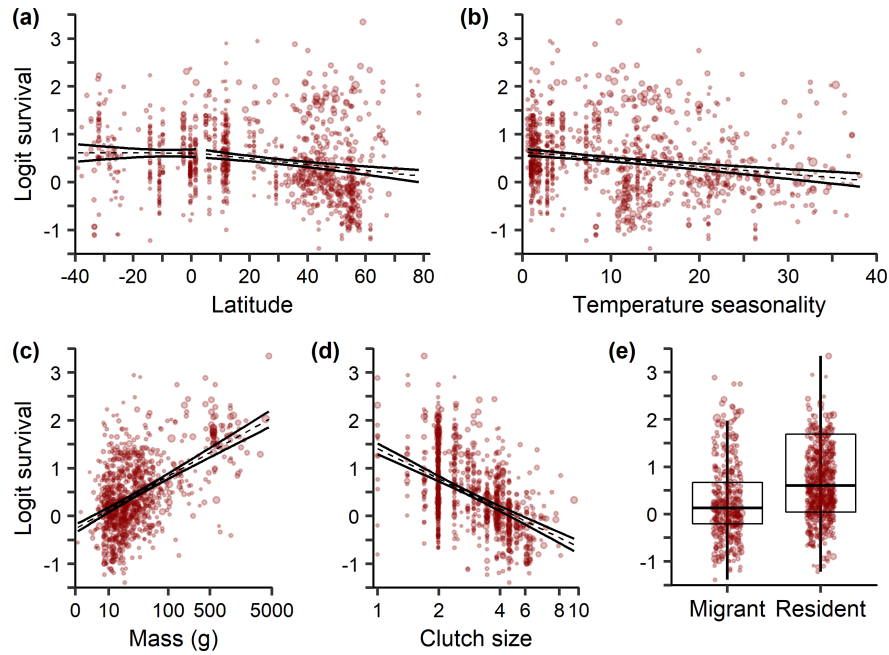 (a) (b)
Logit survival
3
2
1
0
-1
-40 -20 0 20 40 60 80
Latitude
3
2
1
0
-1
0 10 20 30 40
Temperature seasonality
(c) (d) (e)
Logit survival
3
2
1
0
-1
0 10 100 500 5000
Mass (g)
3
2
1
0
-1
1 2 4 6 8 10
Clutch size
3
2
1
0
-1
Migrant Resident